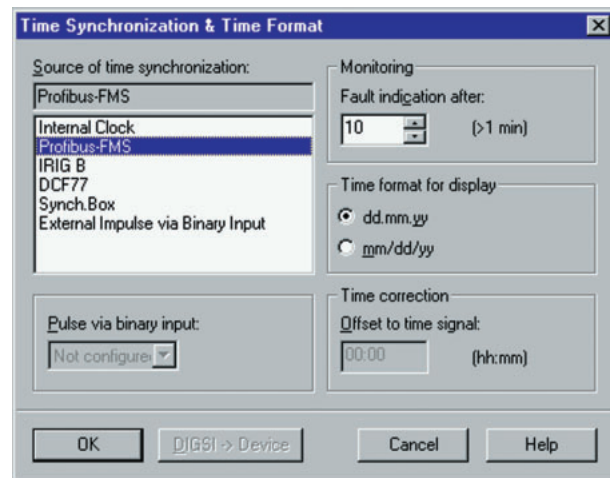 Time Synchronization & Time Format
Source of time synchronization:
Profibus-FMS
Internal Clock
Profibus-FMS
IRIG B
DCF77
Synch.Box
External Impulse via Binary Input
Pulse via binary input:
Not configure
Monitoring
Fault indication after:
10 (>1 min)
Time format for display
dd.mm.yy
mm/dd/yy
Time correction
Offset to time signal:
00:00 (hh:mm)
OK DIGSI -> Device Cancel Help